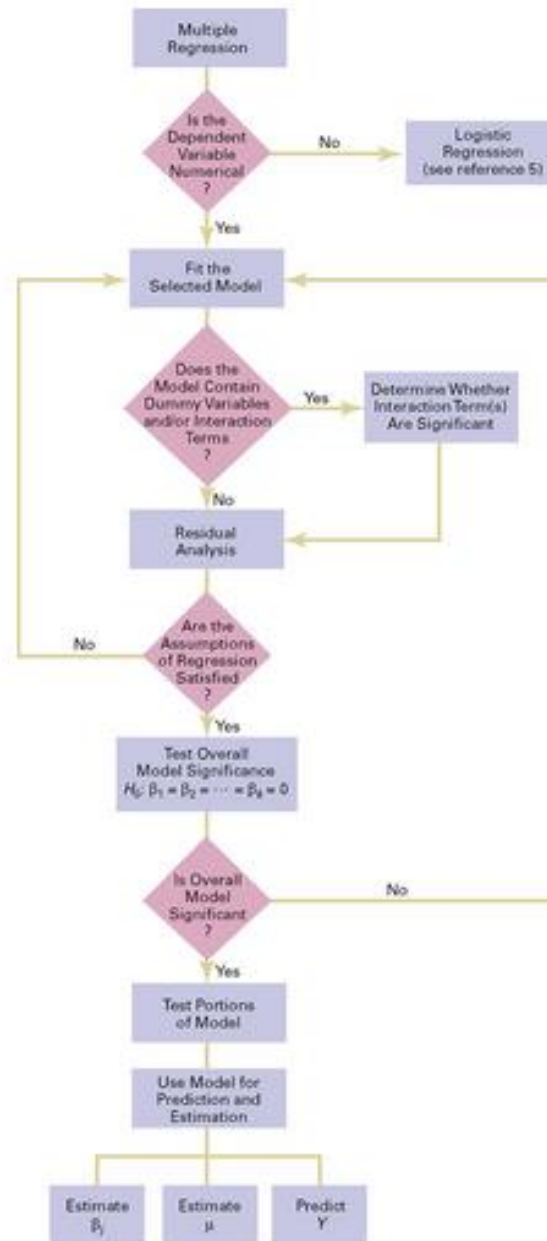 Multiple
Regression
Is the
Dependent
Variable
Numerical
?
No
Logistic
Regression
(see reference 5)
Yes
Fit the
Selected Model
Does the
Model Contain
Dummy Variables
and/or Interaction
Terms
?
Yes
Determine Whether
Interaction Term(s)
Are Significant
No
Residual
Analysis
No
Are the
Assumptions
of Regression
Satisfied
?
Yes
Test Overall
Model Significance
H₀: β₁ = β₂ = ⋯ = βₖ = 0
Is Overall
Model
Significant
?
No
Yes
Test Portions
of Model
Use Model for
Prediction and
Estimation
Estimate
βⱼ
Estimate
μ
Predict
Y